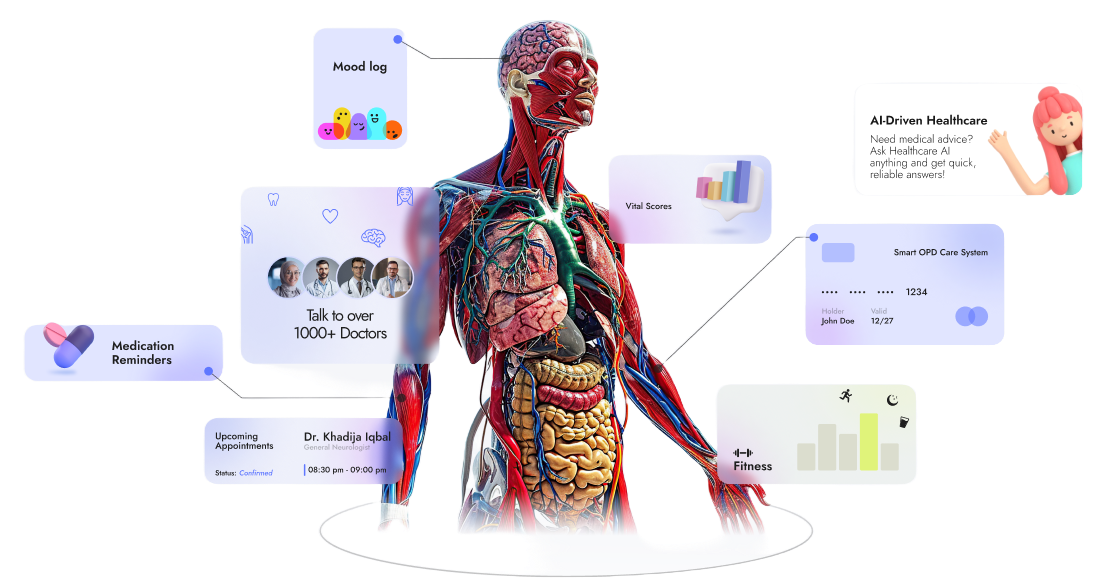 Mood log
AI-Driven Healthcare
Need medical advice?
Ask Healthcare AI
anything and get quick,
reliable answers!
Vital Scores
Smart OPD Care System
•••• •••• •••• 1234
Holder Valid
John Doe 12/27
Talk to over
1000+ Doctors
Medication
Reminders
Upcoming
Appointments
Status: Confirmed
Dr. Khadija Iqbal
General Neurologist
08:30 pm - 09:00 pm
Fitness